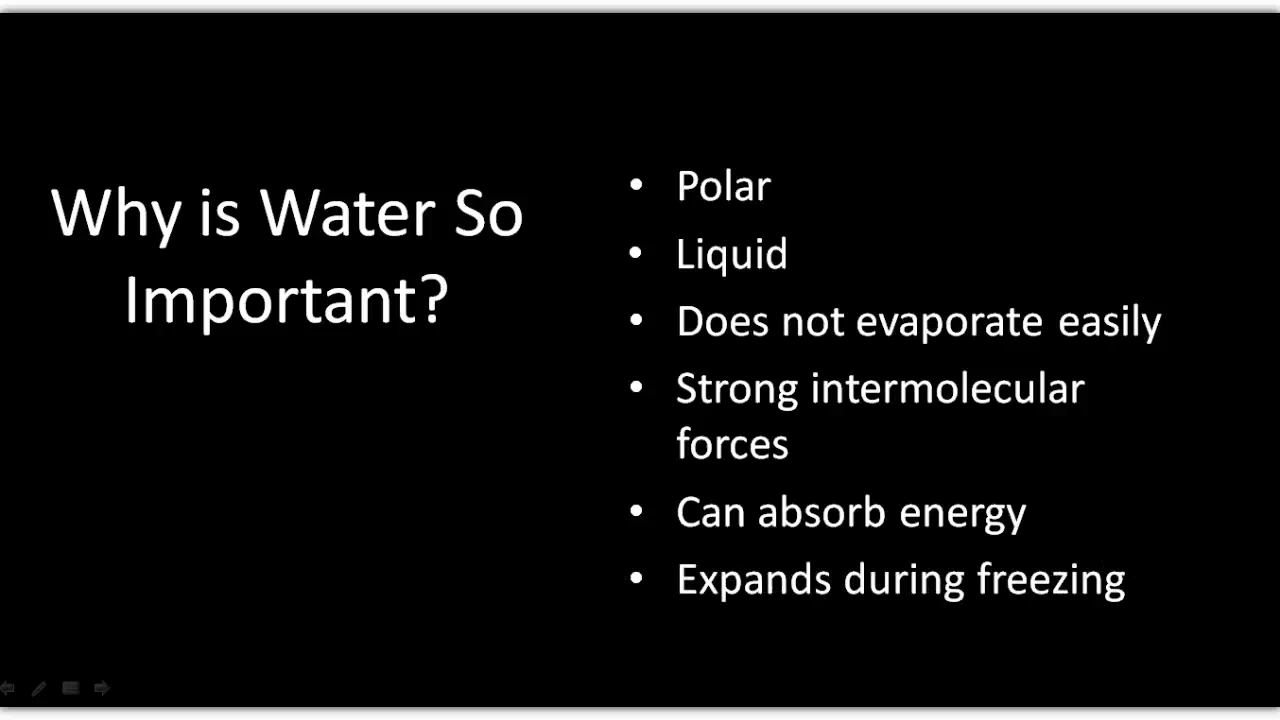 Why is Water So
Important?
• Polar
• Liquid
• Does not evaporate easily
• Strong intermolecular
forces
• Can absorb energy
• Expands during freezing